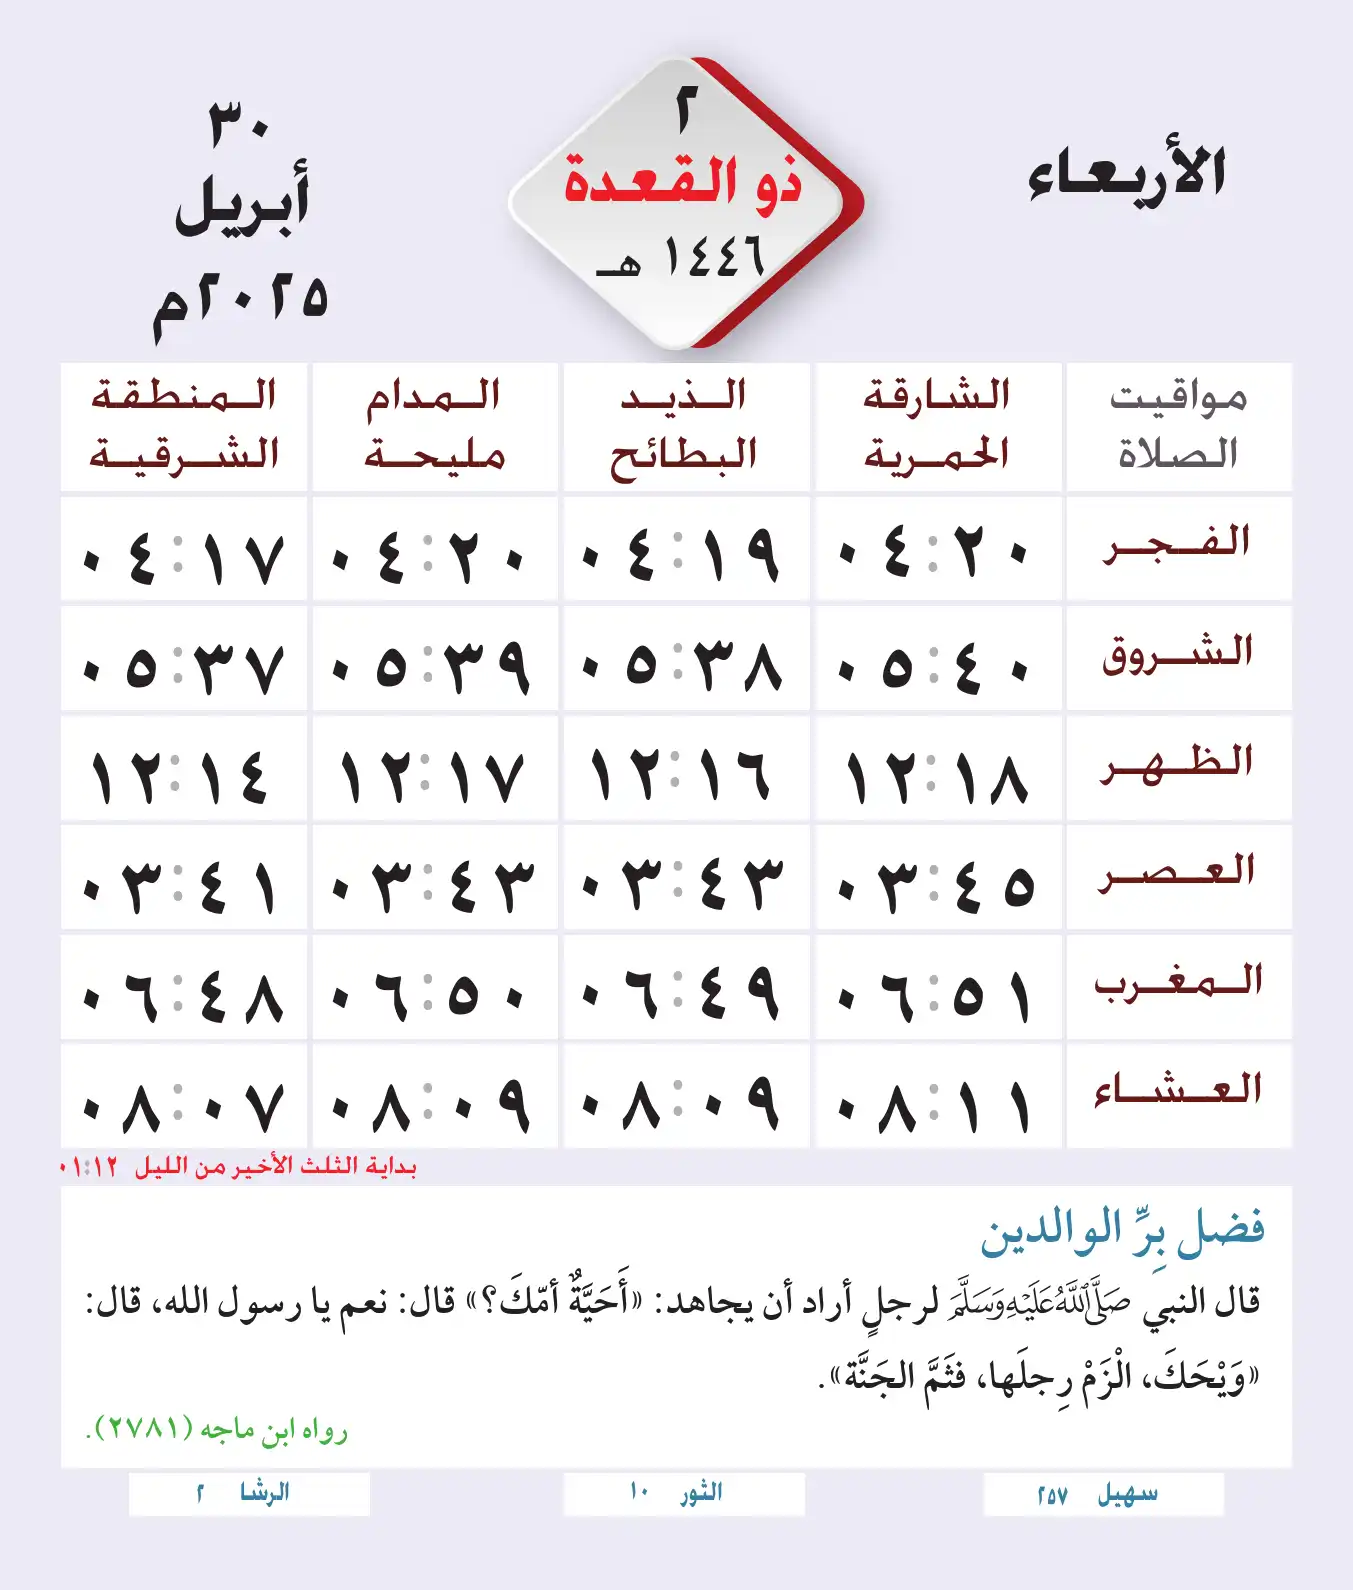 الأربعاء
٢
ذو القعدة
١٤٤٦ هـ
٣٠
أبريل
٢٠٢٥م
مواقيت الصلاة
الشارقة الحمرية
الذيد البطائح
المدام مليحة
المنطقة الشرقية
الفجر ٠٤:٢٠ ٠٤:١٩ ٠٤:٢٠ ٠٤:١٧
الشروق ٠٥:٤٠ ٠٥:٣٨ ٠٥:٣٩ ٠٥:٣٧
الظهر ١٢:١٨ ١٢:١٦ ١٢:١٧ ١٢:١٤
العصر ٠٣:٤٥ ٠٣:٤٣ ٠٣:٤٣ ٠٣:٤١
المغرب ٠٦:٥١ ٠٦:٤٩ ٠٦:٥٠ ٠٦:٤٨
العشاء ٠٨:١١ ٠٨:٠٩ ٠٨:٠٩ ٠٨:٠٧
بداية الثلث الأخير من الليل ٠١:١٢
فضل بِرِّ الوالدين
قال النبي صَلَّى ٱللَّهُ عَلَيْهِ وَسَلَّمَ لرجلٍ أراد أن يجاهد: «أَحَيَّةٌ أمّكَ؟» قال: نعم يا رسول الله، قال:
«وَيْحَكَ، الْزَمْ رِجلَها، فثَمَّ الجَنَّة».
رواه ابن ماجه (٢٧٨١).
سهيل ٢٥٧
الثور ١٠
الرشا ٢